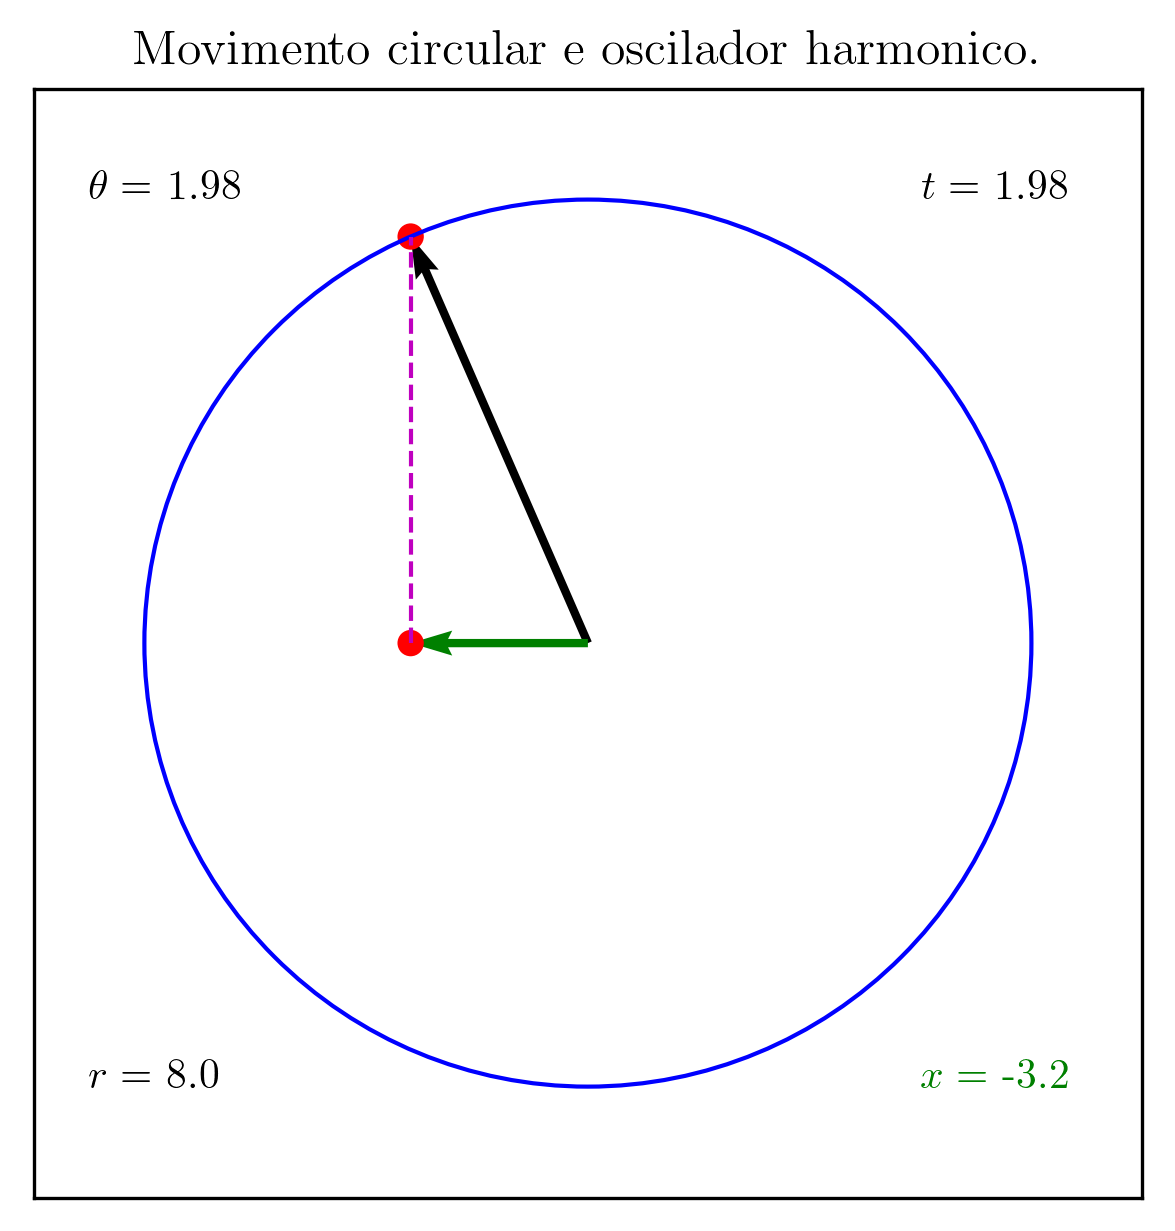 Movimento circular e oscilador harmonico.
θ = 1.98
t = 1.98
r = 8.0
x = -3.2